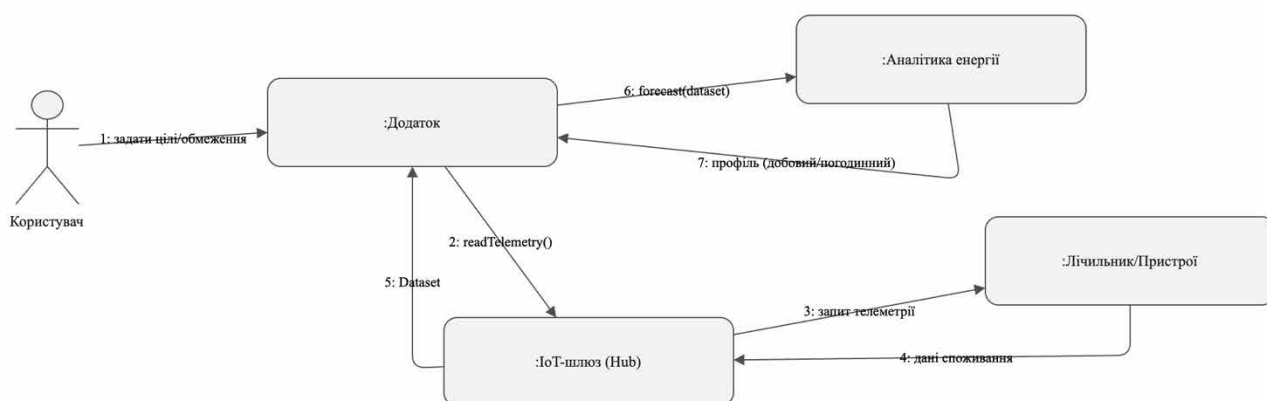 :Аналітика енергії
6: forecast(dataset)
:Додаток
1: задати цілі/обмеження
7: профіль (добовий/погодинний)
Користувач
2: readTelemetry()
:Лічильник/Пристрої
5: Dataset
3: запит телеметрії
:IoT-шлюз (Hub)
4: дані споживання